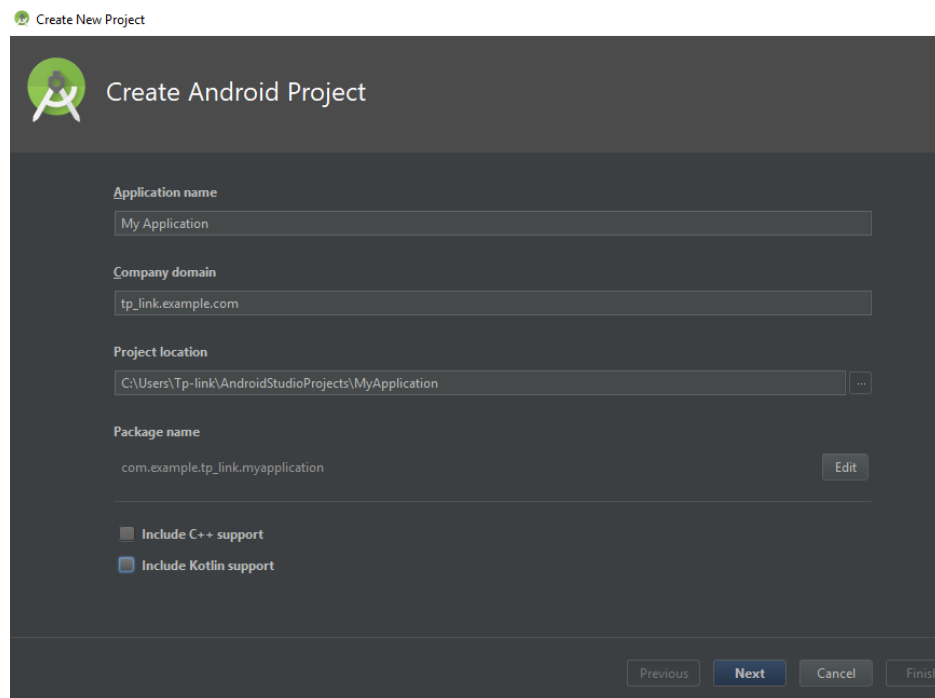 Create New Project
Create Android Project
Application name
My Application
Company domain
tp_link.example.com
Project location
C:\Users\Tp-link\AndroidStudioProjects\MyApplication
...
Package name
com.example.tp_link.myapplication
Edit
Include C++ support
Include Kotlin support
Previous Next Cancel Finis